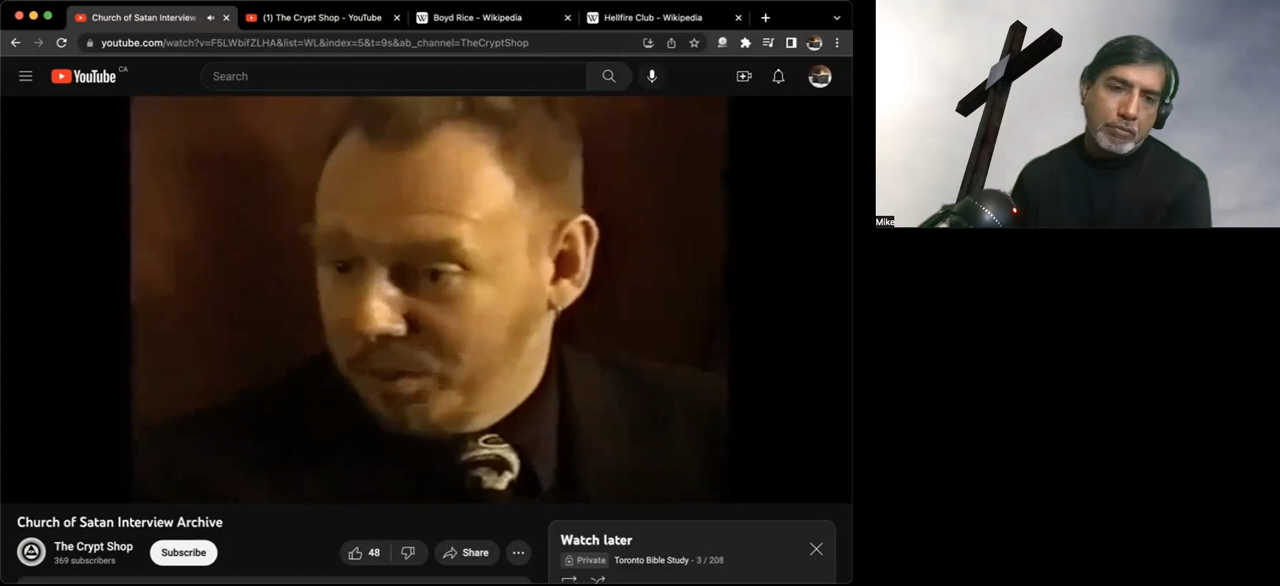 Church of Satan Interview
(1) The Crypt Shop - YouTube
Boyd Rice - Wikipedia
Hellfire Club - Wikipedia
youtube.com/watch?v=F5LWbifZLHA&list=WL&index=5&t=9s&ab_channel=TheCryptShop
YouTube CA
Search
Mike
Church of Satan Interview Archive
The Crypt Shop
369 subscribers
Subscribe
48
Share
Watch later
Private
Toronto Bible Study - 3 / 208